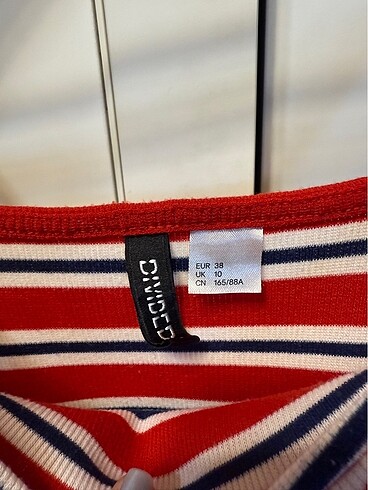 DIVIDED
EUR 38
UK 10
CN 165/88A